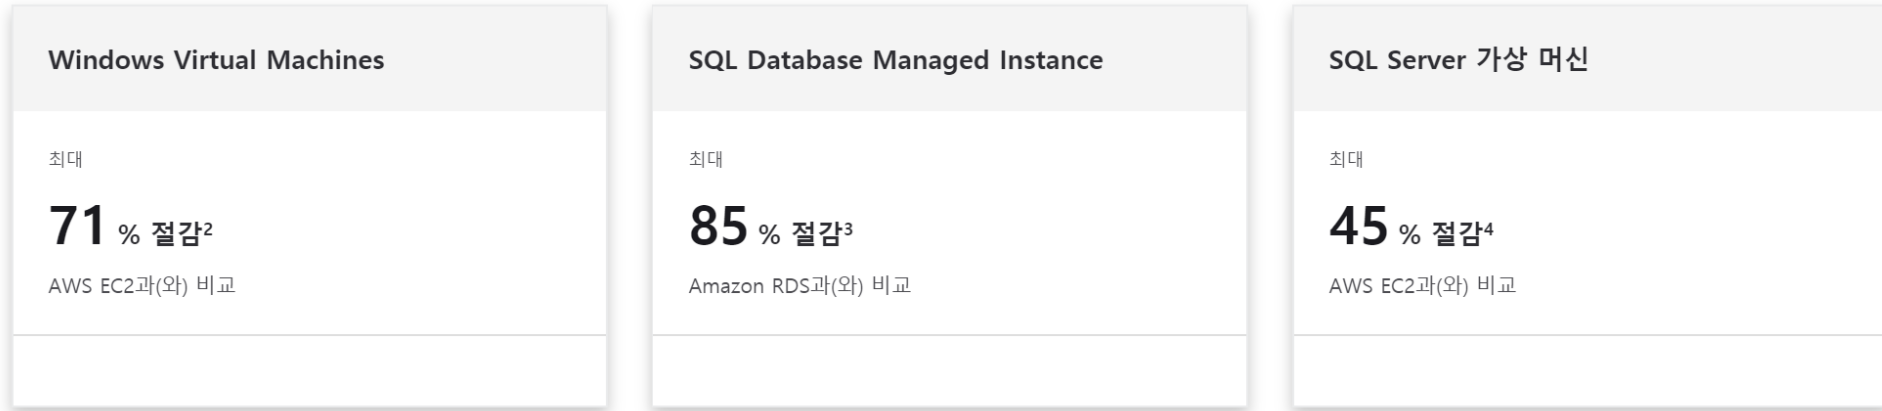 Windows Virtual Machines
최대
71 % 절감²
AWS EC2과(와) 비교
SQL Database Managed Instance
최대
85 % 절감³
Amazon RDS과(와) 비교
SQL Server 가상 머신
최대
45 % 절감⁴
AWS EC2과(와) 비교